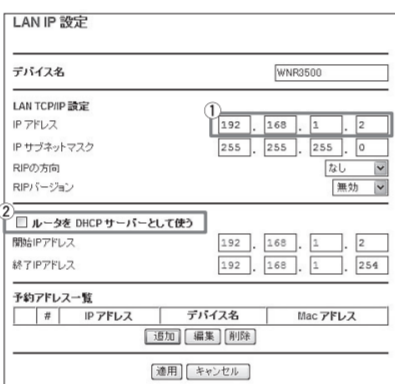 LAN IP 設定
デバイス名 WNR3500
LAN TCP/IP 設定
①
IP アドレス 192 . 168 . 1 . 2
IP サブネットマスク 255 . 255 . 255 . 0
RIPの方向 なし
RIPバージョン 無効
②
ルータを DHCP サーバーとして使う
開始IPアドレス 192 . 168 . 1 . 2
終了IPアドレス 192 . 168 . 1 . 254
予約アドレス一覧
# IP アドレス デバイス名 Mac アドレス
追加 編集 削除
適用 キャンセル